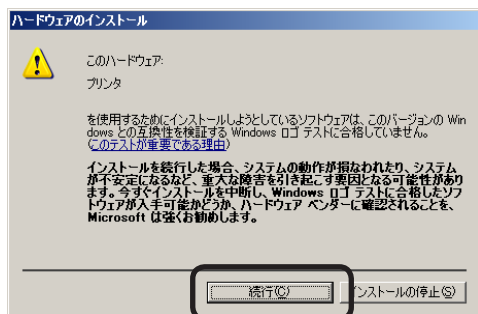 ハードウェアのインストール
このハードウェア:
プリンタ
を使用するためにインストールしようとしているソフトウェアは、このバージョンの Win
dows との互換性を検証する Windows ロゴ テストに合格していません。
(このテストが重要である理由)
インストールを続行した場合、システムの動作が損なわれたり、システム
が不安定になるなど、重大な障害を引き起こす要因となる可能性があり
ます。今すぐインストールを中断し、Windows ロゴ テストに合格したソフ
トウェアが入手可能かどうか、ハードウェア ベンダーに確認されることを、
Microsoft は強くお勧めします。
続行(C) インストールの停止(S)